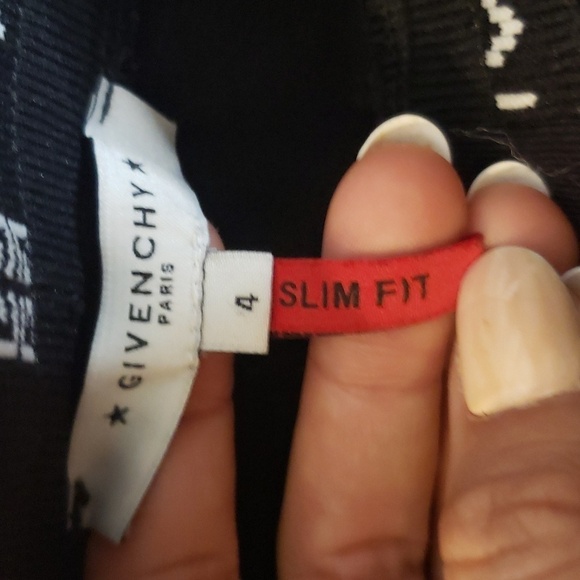 ★ GIVENCHY ★
PARIS
4
SLIM FIT